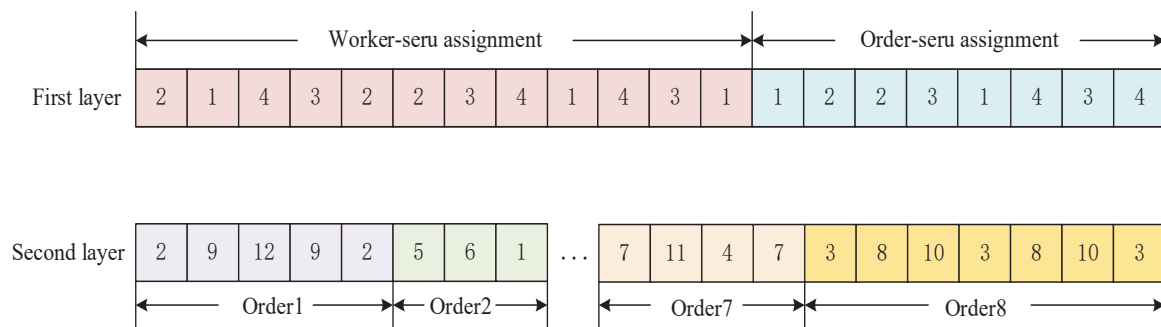 Worker-seru assignment Order-seru assignment
First layer 2 1 4 3 2 2 3 4 1 4 3 1 1 2 2 3 1 4 3 4
Second layer 2 9 12 9 2 5 6 1 ... 7 11 4 7 3 8 10 3 8 10 3
Order1 Order2 Order7 Order8